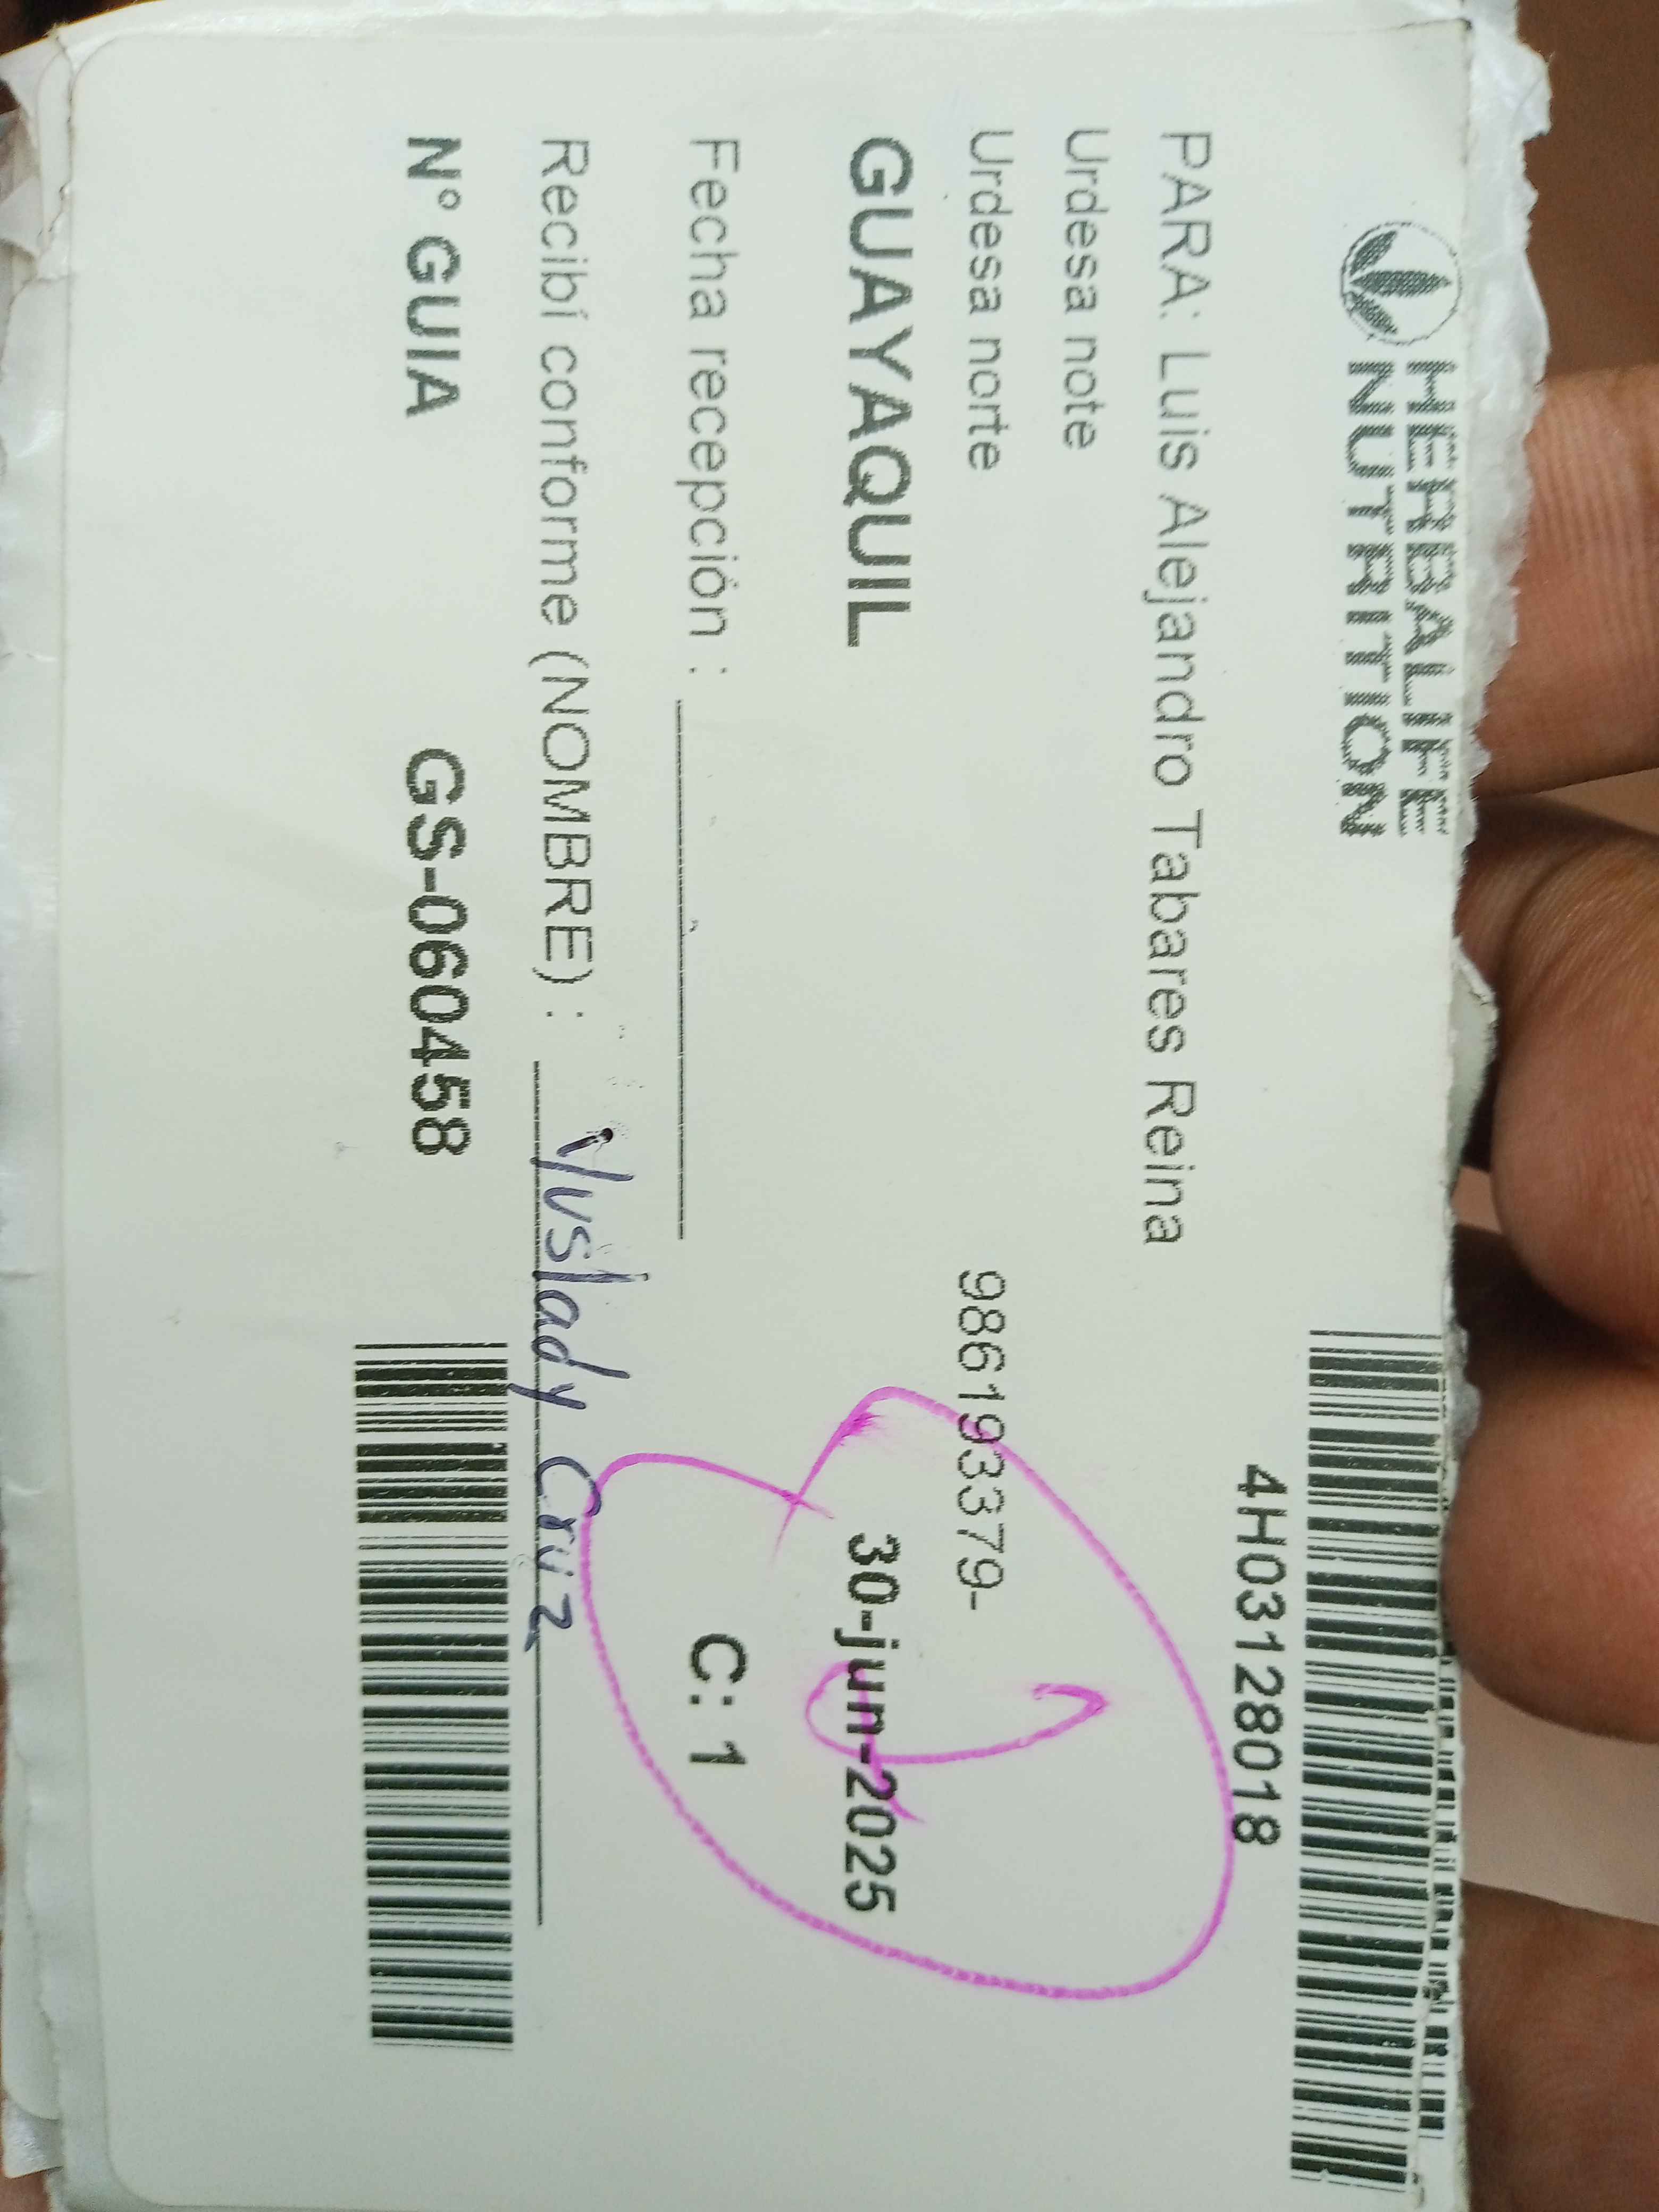 HERBALIFE
NUTRITION
4H03128018
PARA: Luis Alejandro Tabares Reina
Urdesa note
Urdesa norte 986193379-
GUAYAQUIL 30-jun-2025
Fecha recepción :
C: 1
Recibí conforme (NOMBRE) : Yuslady Cruz
N° GUIA GS-060458